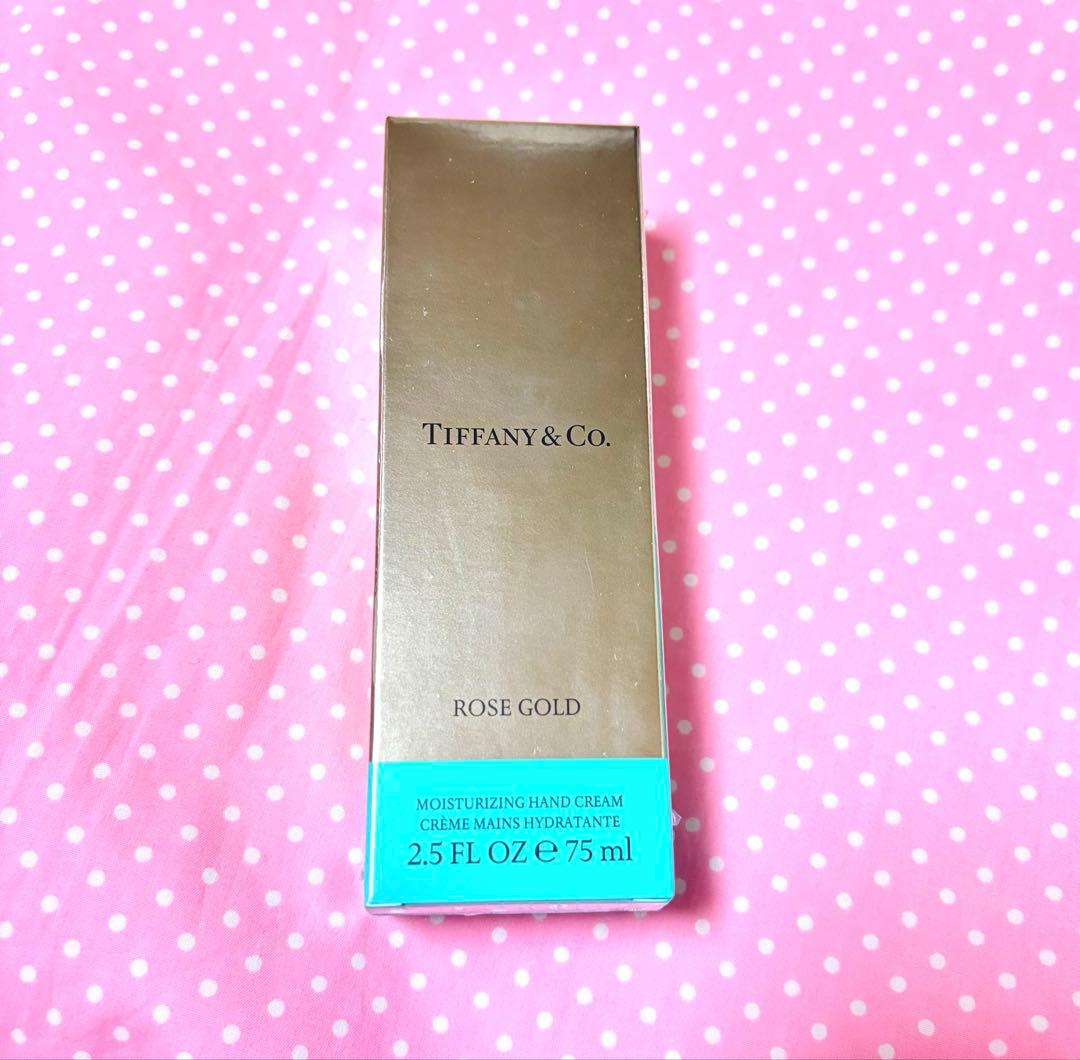 TIFFANY & CO.
ROSE GOLD
MOISTURIZING HAND CREAM
CRÈME MAINS HYDRATANTE
2.5 FL OZ ℮ 75 ml